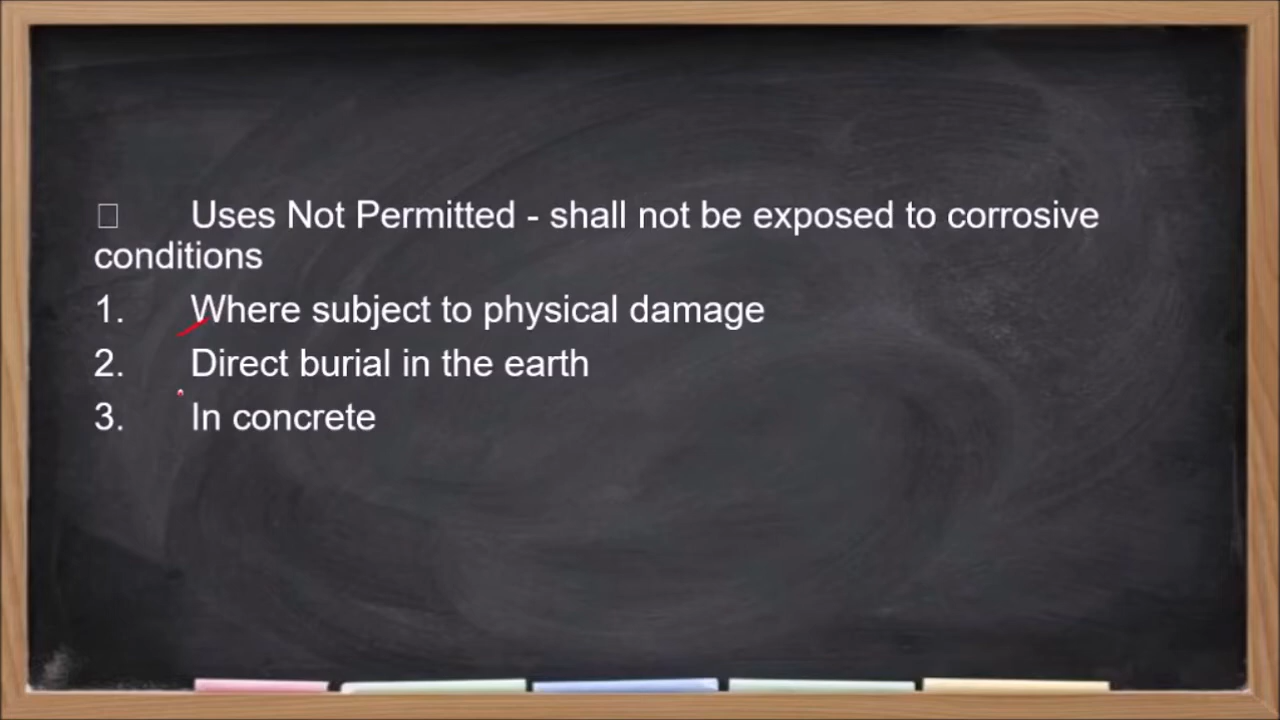 Uses Not Permitted - shall not be exposed to corrosive
conditions
1. Where subject to physical damage
2. Direct burial in the earth
3. In concrete